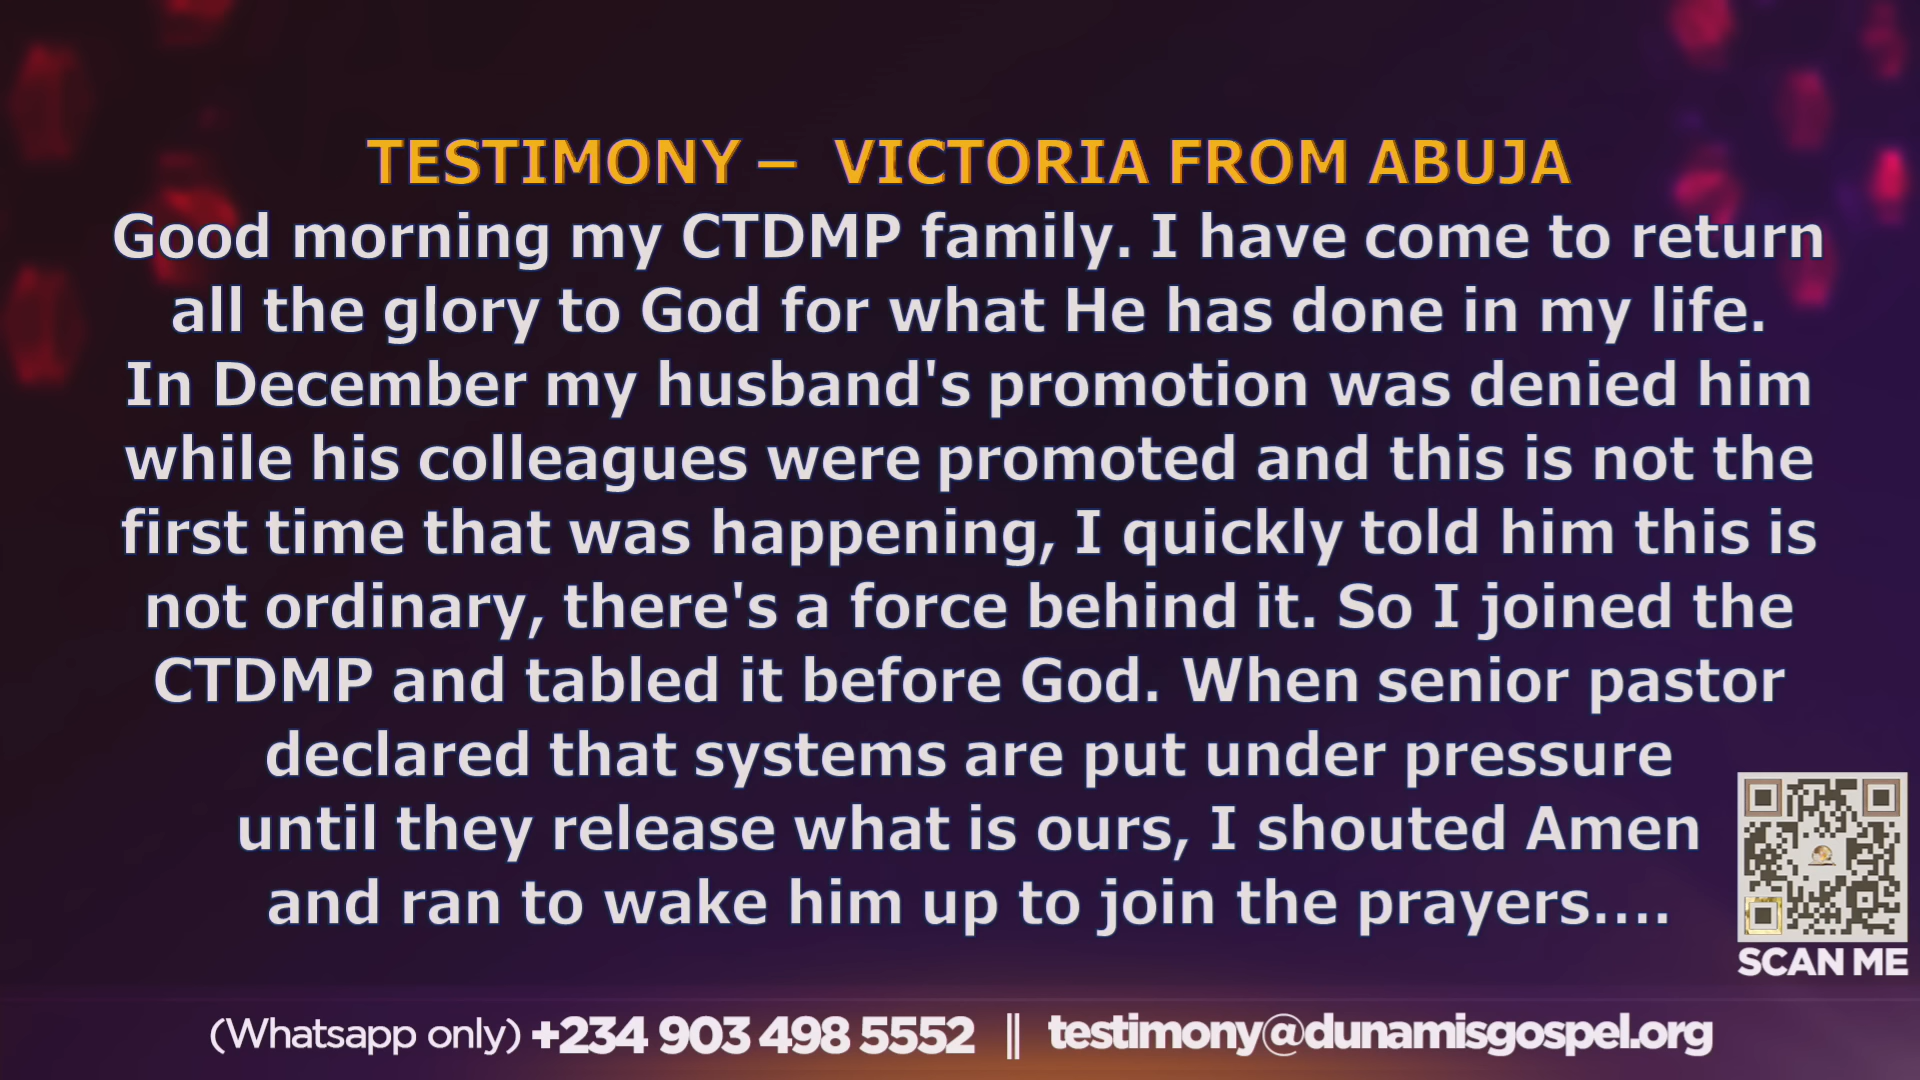 TESTIMONY – VICTORIA FROM ABUJA
Good morning my CTDMP family. I have come to return
all the glory to God for what He has done in my life.
In December my husband's promotion was denied him
while his colleagues were promoted and this is not the
first time that was happening, I quickly told him this is
not ordinary, there's a force behind it. So I joined the
CTDMP and tabled it before God. When senior pastor
declared that systems are put under pressure
until they release what is ours, I shouted Amen
and ran to wake him up to join the prayers....
SCAN ME
(Whatsapp only) +234 903 498 5552 || testimony@dunamisgospel.org